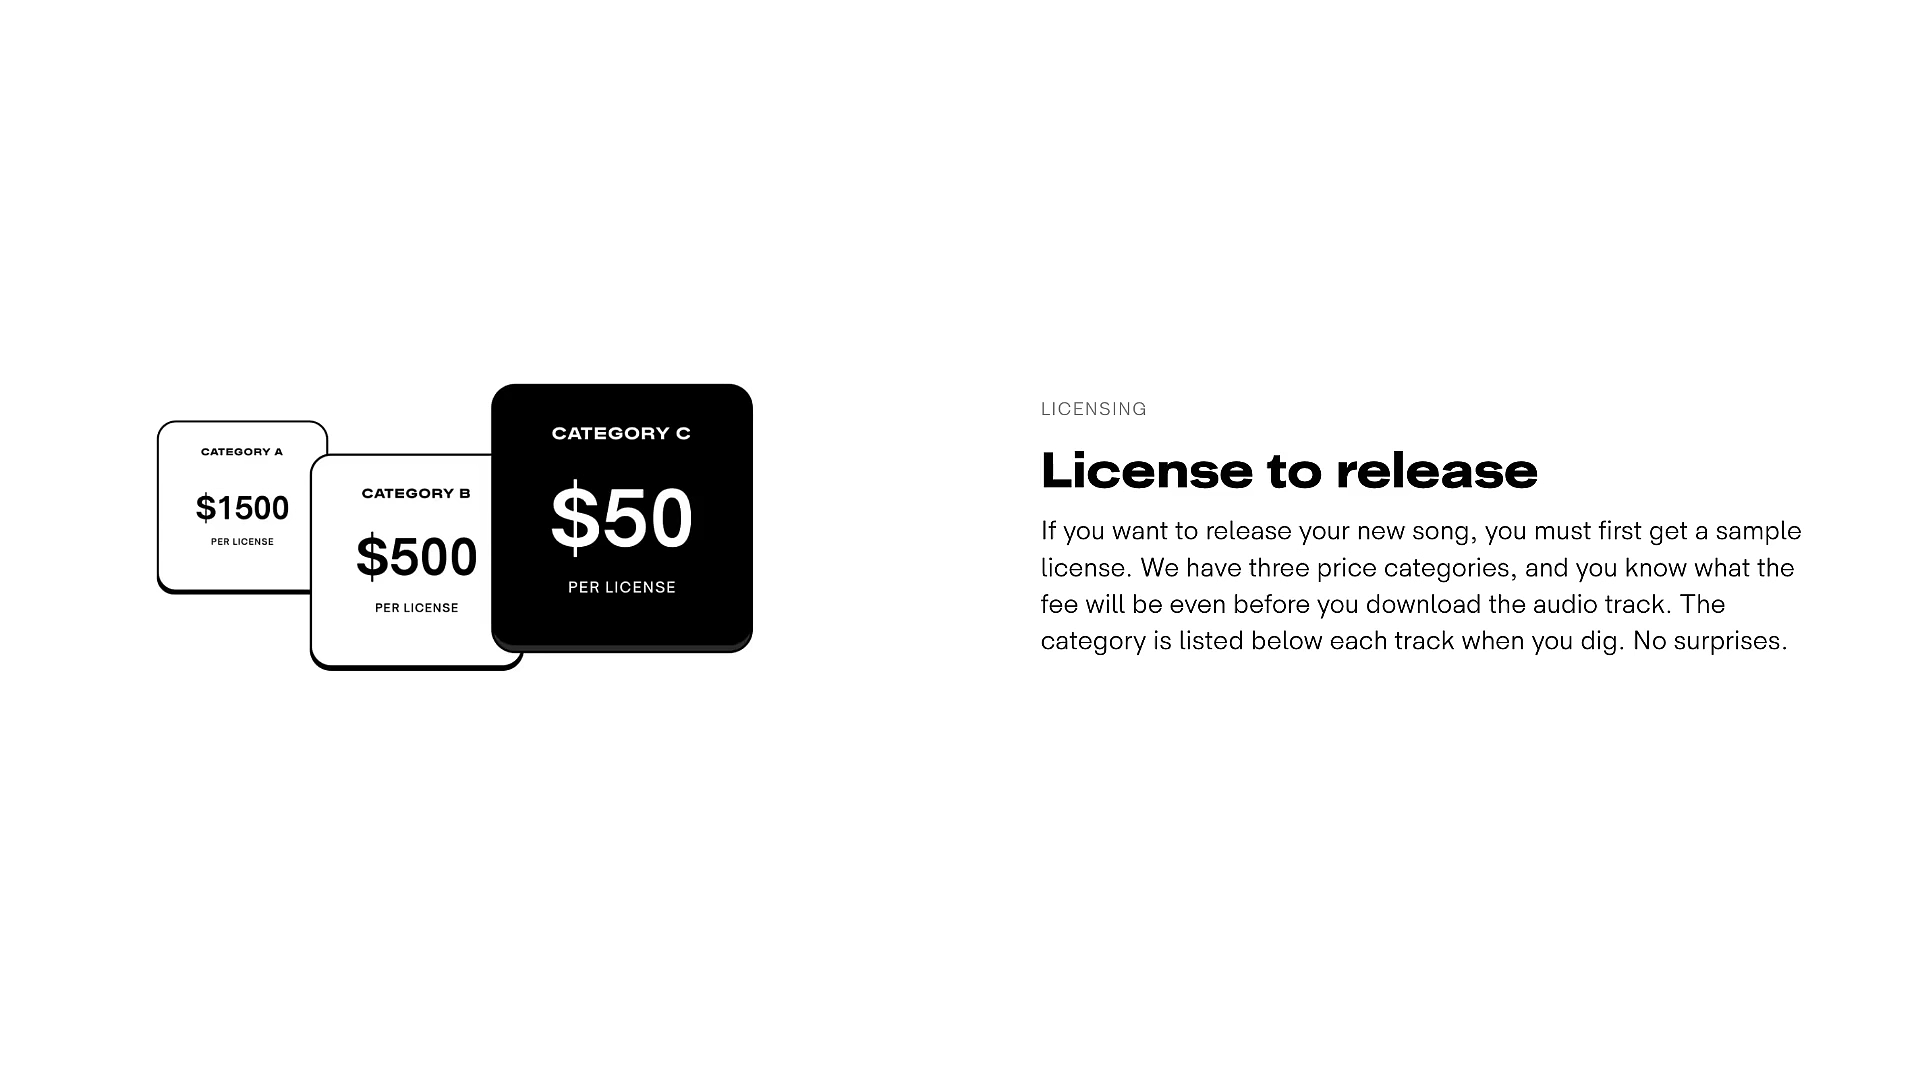 CATEGORY A
$1500
PER LICENSE
CATEGORY B
$500
PER LICENSE
CATEGORY C
$50
PER LICENSE
LICENSING
License to release
If you want to release your new song, you must first get a sample
license. We have three price categories, and you know what the
fee will be even before you download the audio track. The
category is listed below each track when you dig. No surprises.